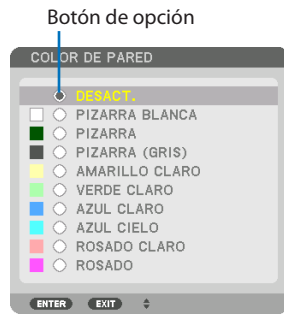 Botón de opción
COLOR DE PARED
DESACT.
PIZARRA BLANCA
PIZARRA
PIZARRA (GRIS)
AMARILLO CLARO
VERDE CLARO
AZUL CLARO
AZUL CIELO
ROSADO CLARO
ROSADO
ENTER EXIT